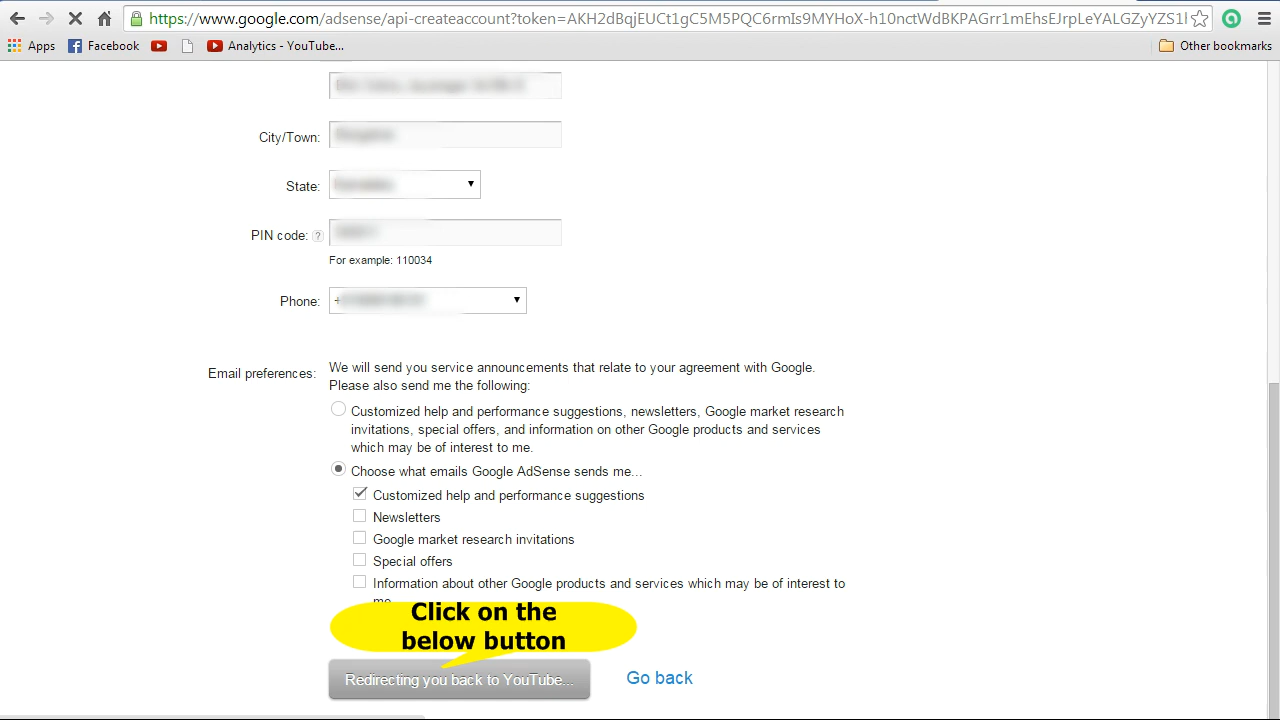 https://www.google.com/adsense/api-createaccount?token=AKH2dBqjEUCt1gC5M5PQC6rmIs9MYHoX-h10nctWdBKPAGm1mEhsEJrpLeYALGZyYZS1l
Apps Facebook Analytics - YouTube... Other bookmarks
City/Town:
State:
PIN code: ?
For example: 110034
Phone: +
Email preferences: We will send you service announcements that relate to your agreement with Google.
Please also send me the following:
Customized help and performance suggestions, newsletters, Google market research
invitations, special offers, and information on other Google products and services
which may be of interest to me.
Choose what emails Google AdSense sends me...
Customized help and performance suggestions
Newsletters
Google market research invitations
Special offers
Information about other Google products and services which may be of interest to
me
Click on the
below button
Redirecting you back to YouTube... Go back